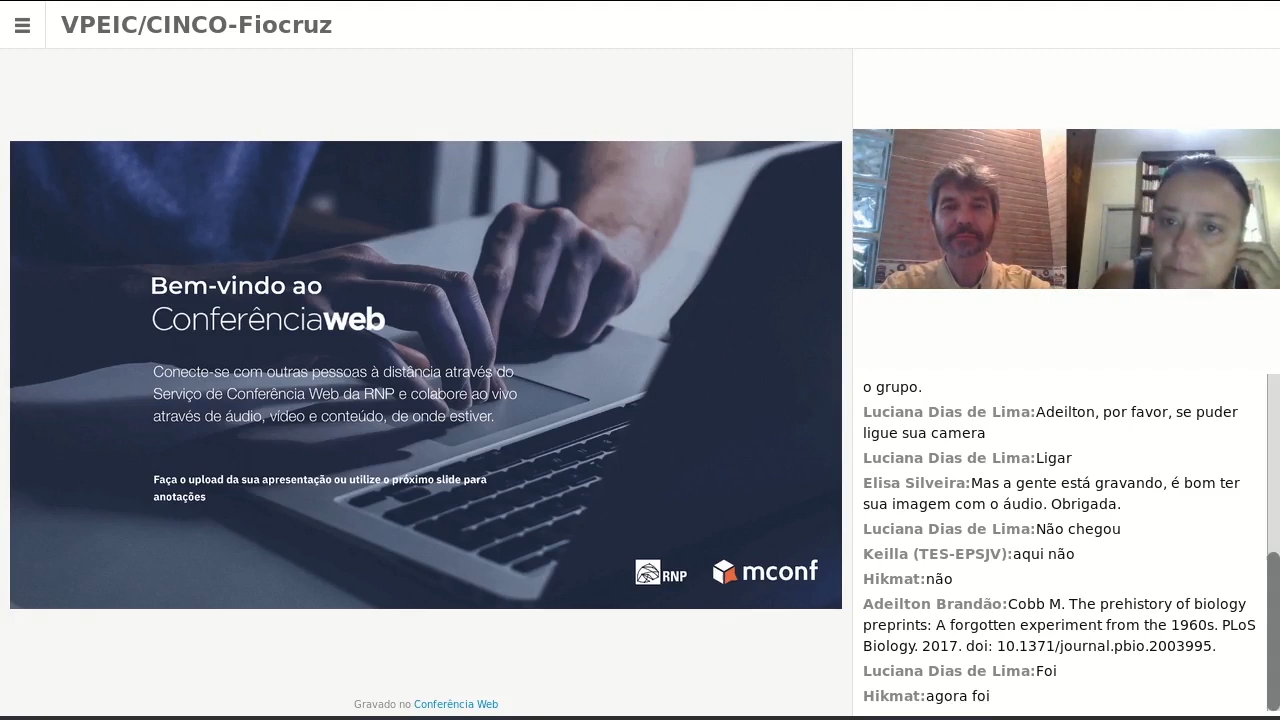 VPEIC/CINCO-Fiocruz
Bem-vindo ao
Conferênciaweb
Conecte-se com outras pessoas à distância através do
Serviço de Conferência Web da RNP e colabore ao vivo
através de áudio, vídeo e conteúdo, de onde estiver.
Faça o upload da sua apresentação ou utilize o próximo slide para
anotações
RNP
mconf
Gravado no Conferência Web
o grupo.
Luciana Dias de Lima:Adeilton, por favor, se puder
ligue sua camera
Luciana Dias de Lima:Ligar
Elisa Silveira:Mas a gente está gravando, é bom ter
sua imagem com o áudio. Obrigada.
Luciana Dias de Lima:Não chegou
Keilla (TES-EPSJV):aqui não
Hikmat:não
Adeilton Brandão:Cobb M. The prehistory of biology
preprints: A forgotten experiment from the 1960s. PLoS
Biology. 2017. doi: 10.1371/journal.pbio.2003995.
Luciana Dias de Lima:Foi
Hikmat:agora foi